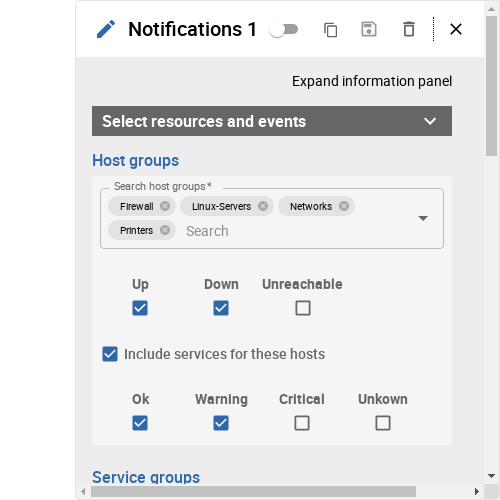 Notifications 1
Expand information panel
Select resources and events
Host groups
Search host groups *
Firewall Linux-Servers Networks
Printers Search
Up Down Unreachable
Include services for these hosts
Ok Warning Critical Unkown
Service groups